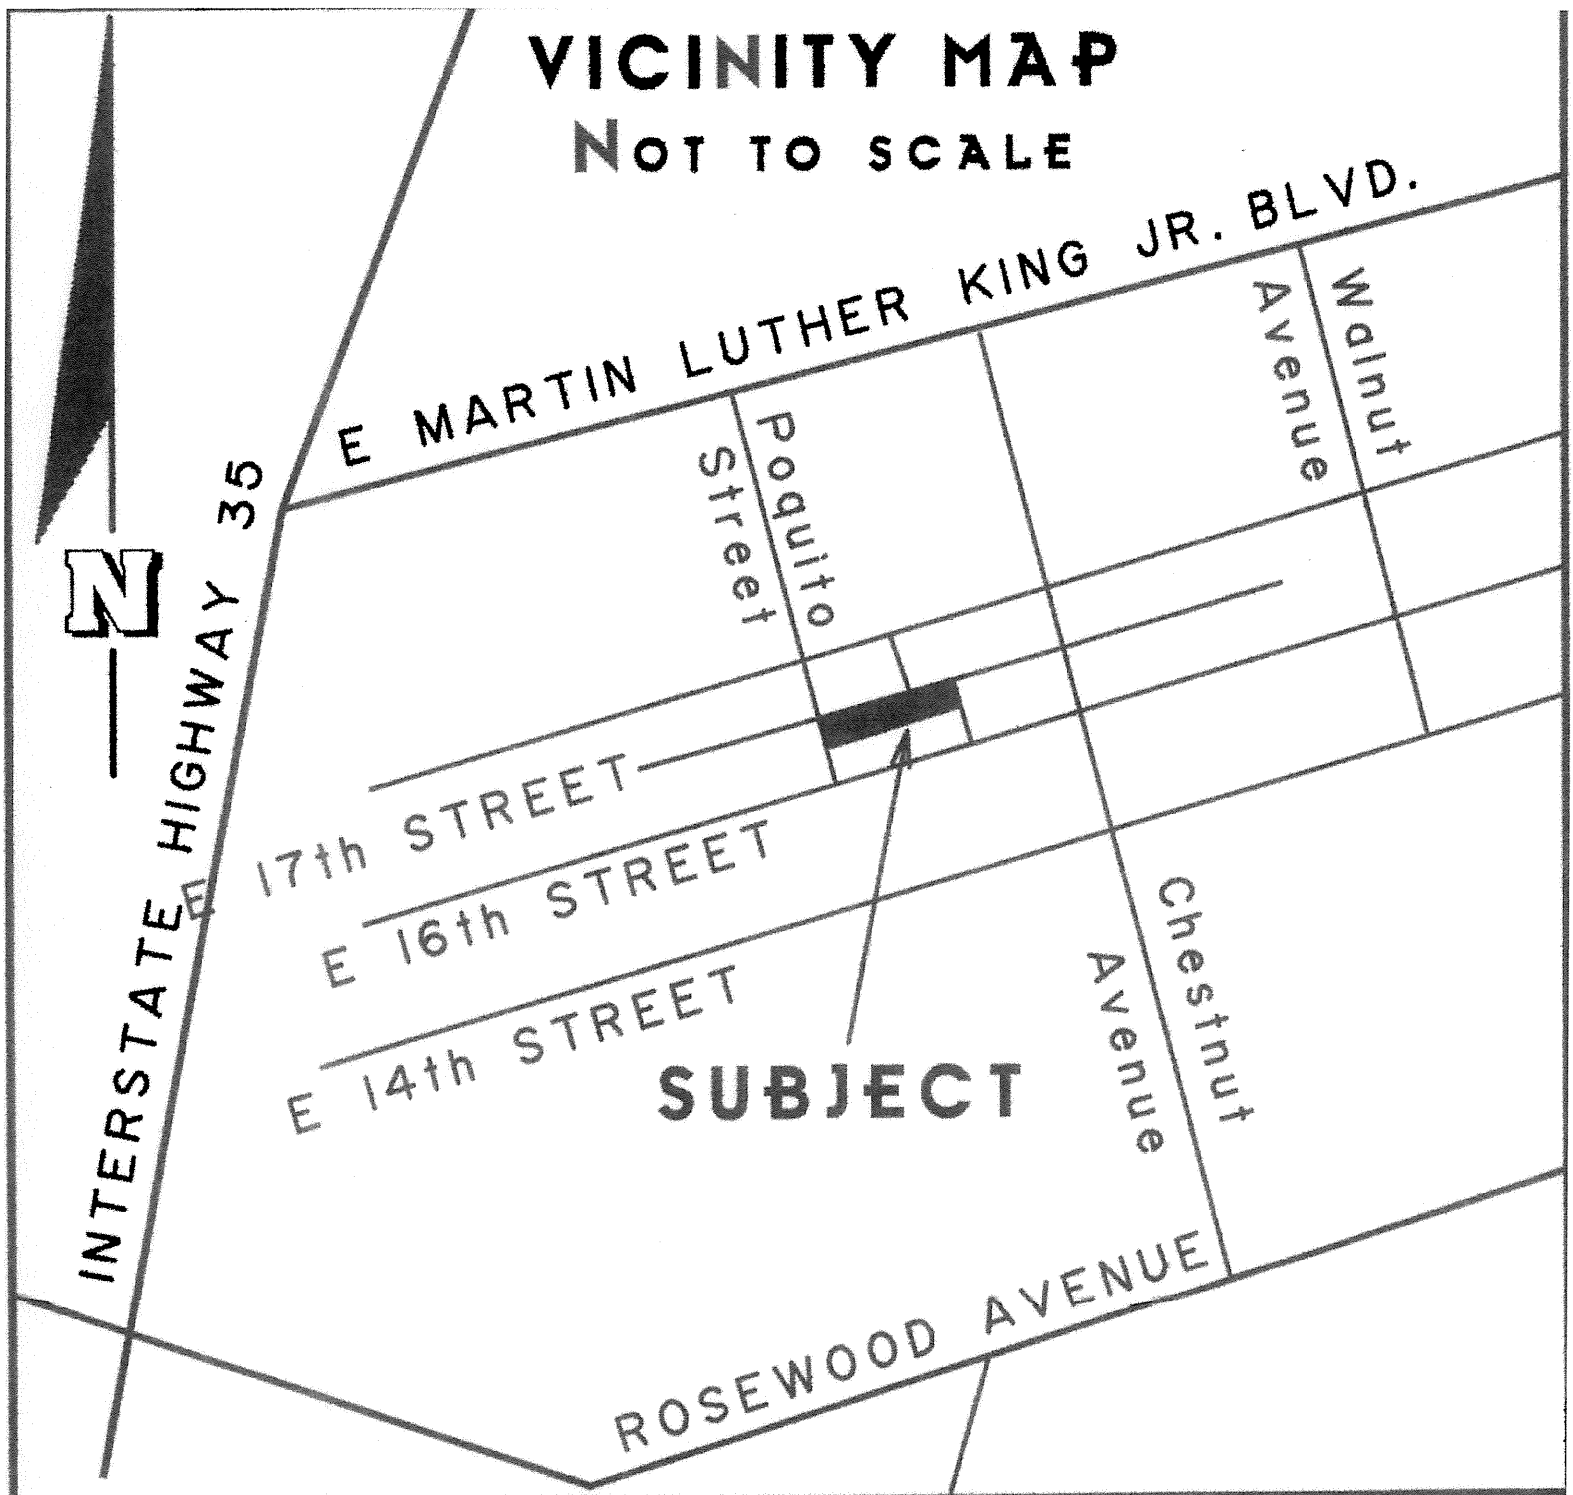 VICINITY MAP
NOT TO SCALE
E MARTIN LUTHER KING JR. BLVD.
Walnut
Avenue
Poquito
Street
N
INTERSTATE HIGHWAY 35
E 17th STREET
E 16th STREET
E 14th STREET
SUBJECT
Chestnut
Avenue
ROSEWOOD AVENUE